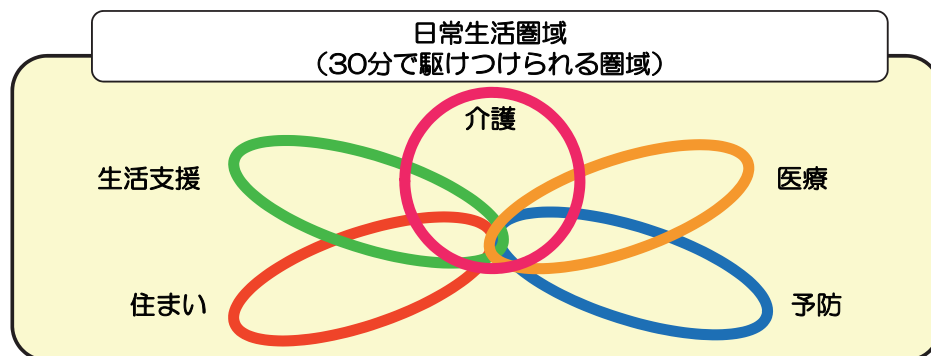 日常生活圏域
（30分で駆けつけられる圏域）
介護
生活支援
医療
住まい
予防